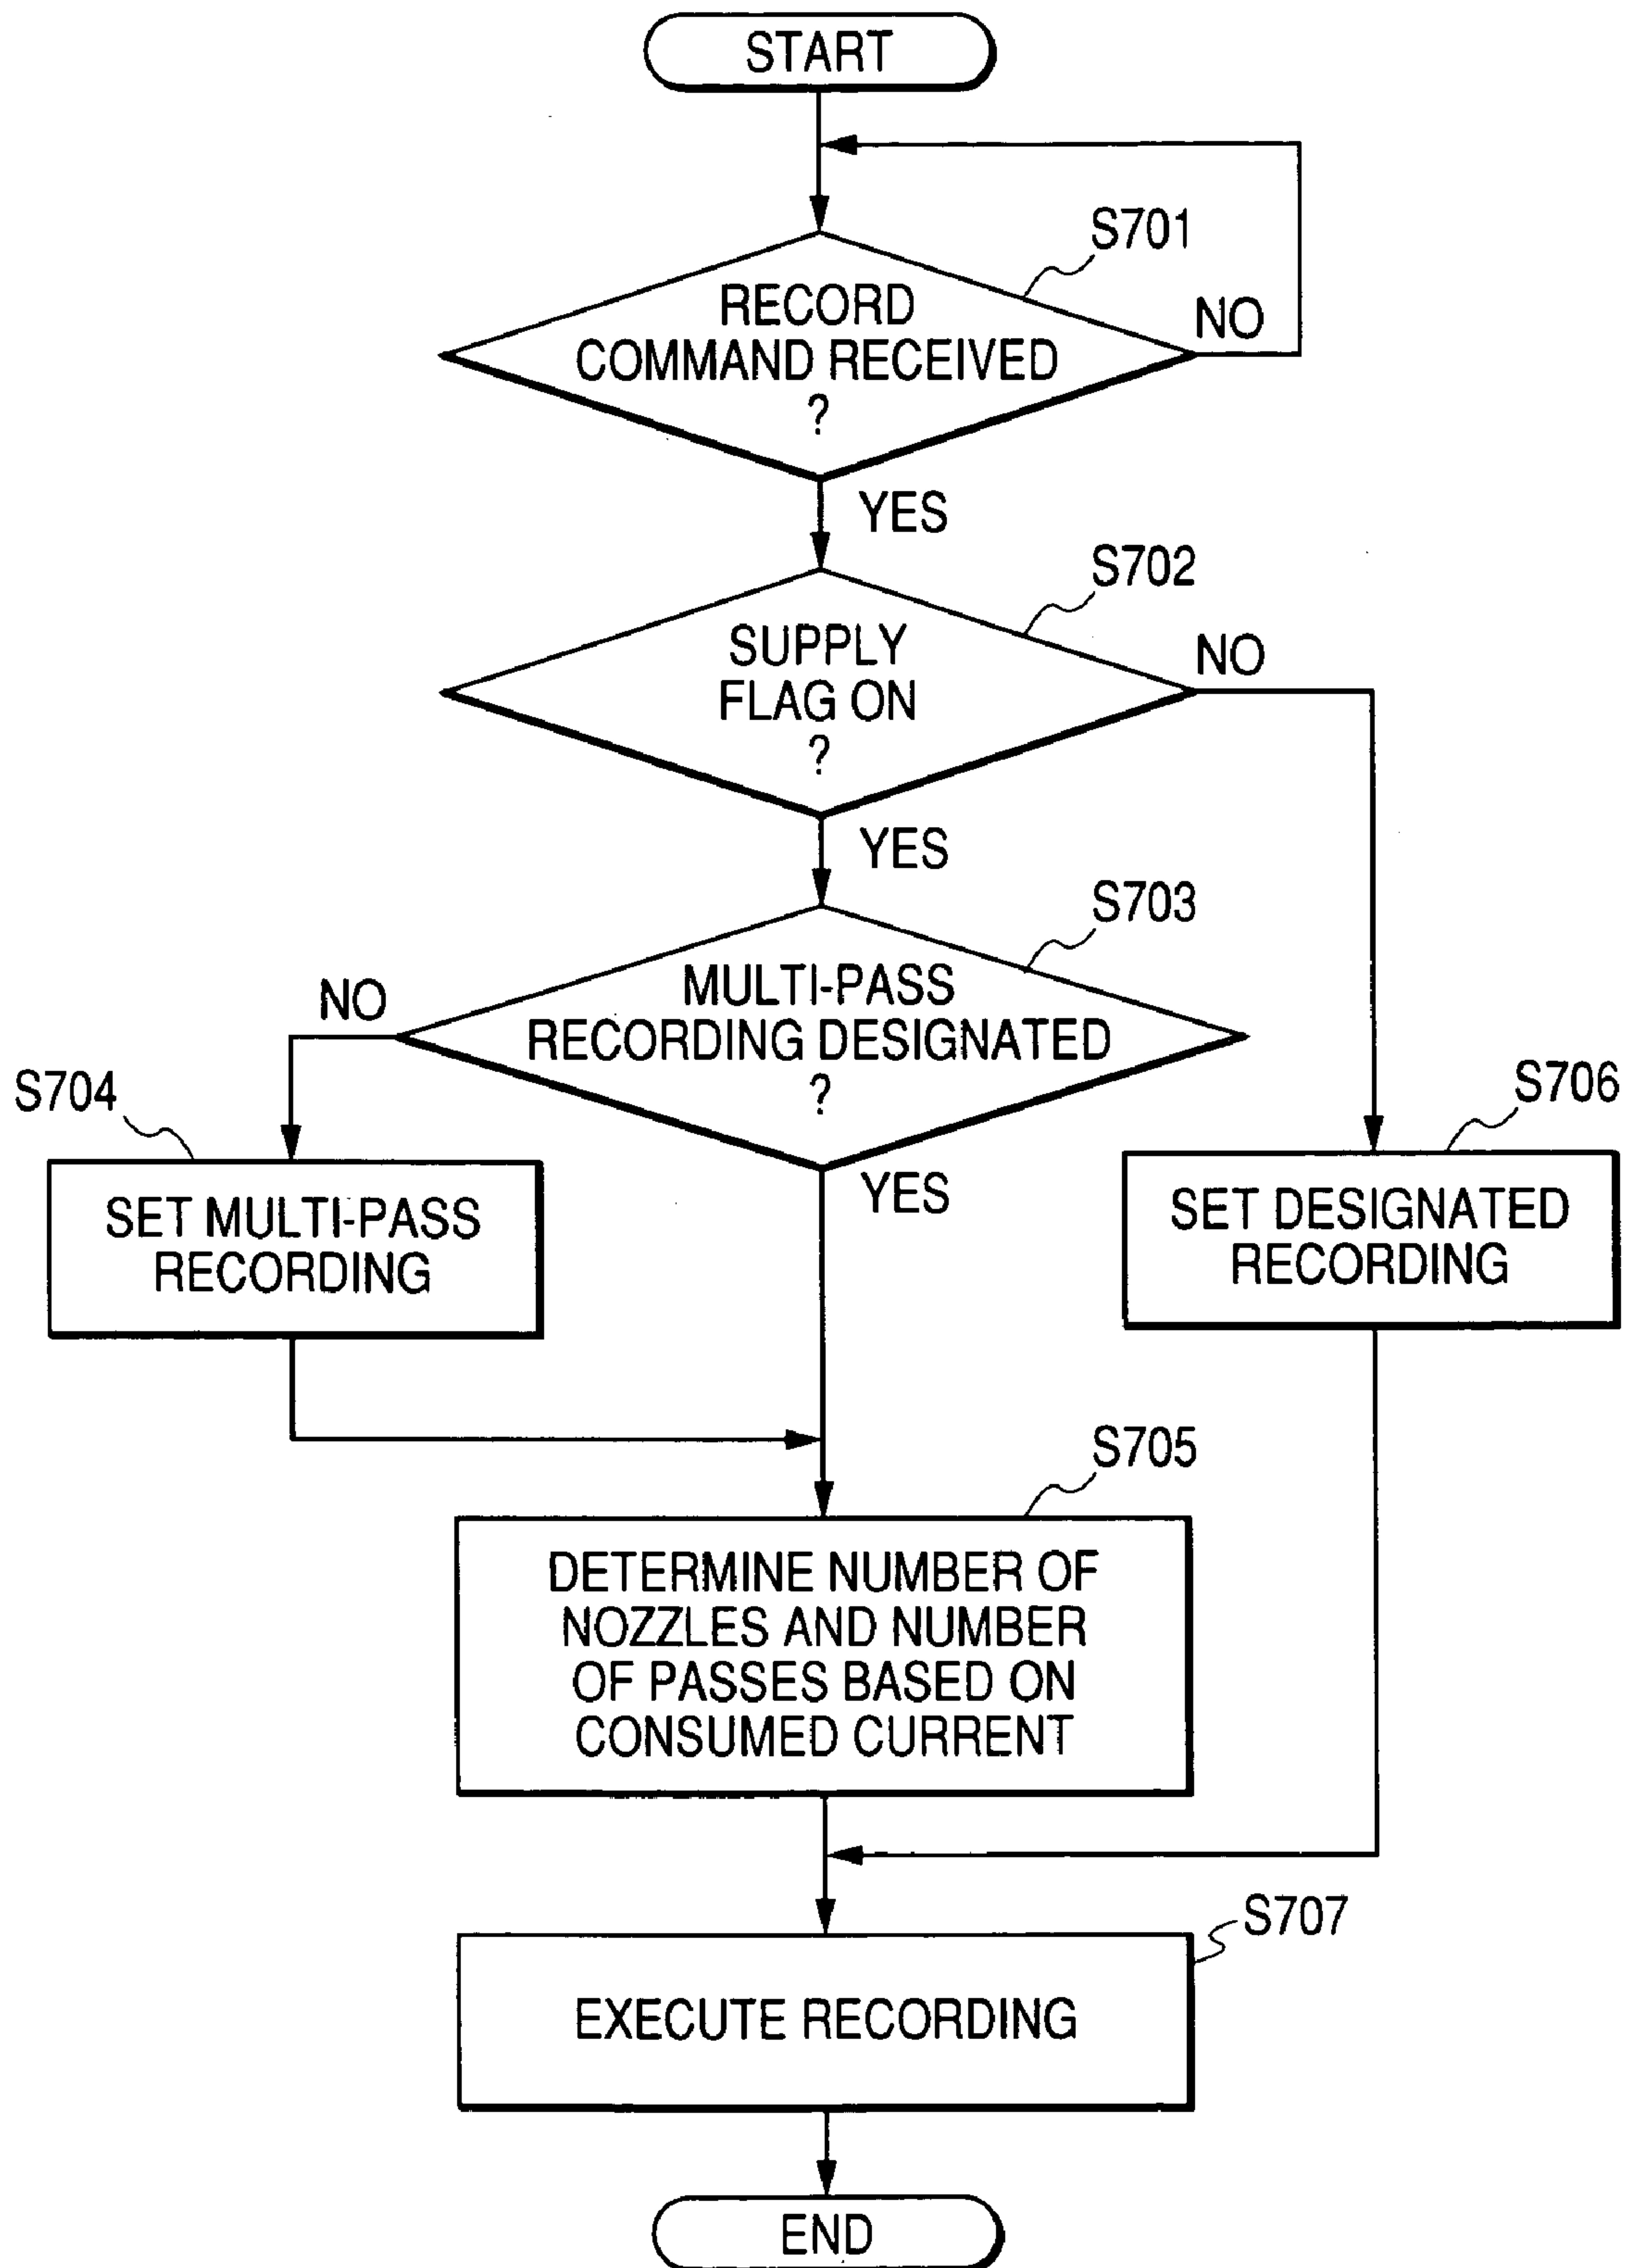 START
S701
RECORD
COMMAND RECEIVED
?
NO
YES
S702
SUPPLY
FLAG ON
?
NO
YES
S703
MULTI-PASS
RECORDING DESIGNATED
?
NO
YES
S704
SET MULTI-PASS
RECORDING
S706
SET DESIGNATED
RECORDING
S705
DETERMINE NUMBER OF
NOZZLES AND NUMBER
OF PASSES BASED ON
CONSUMED CURRENT
S707
EXECUTE RECORDING
END